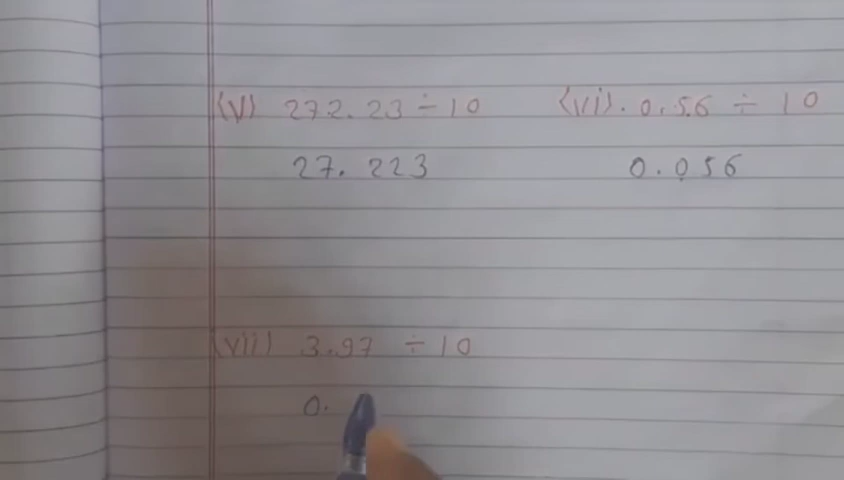 (V) 272.23 ÷ 10 (vi). 0.56 ÷ 10
27.223 0.056
(vii) 3.97 ÷ 10
0.